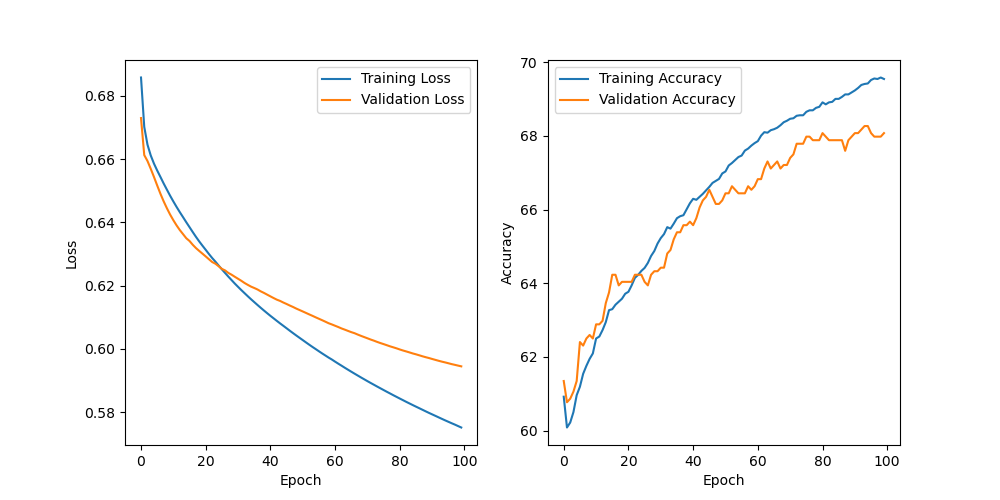 Training Loss
Validation Loss
0.68
0.66
0.64
0.62
0.60
0.58
Loss
0 20 40 60 80 100
Epoch
Training Accuracy
Validation Accuracy
70
68
66
64
62
60
Accuracy
0 20 40 60 80 100
Epoch